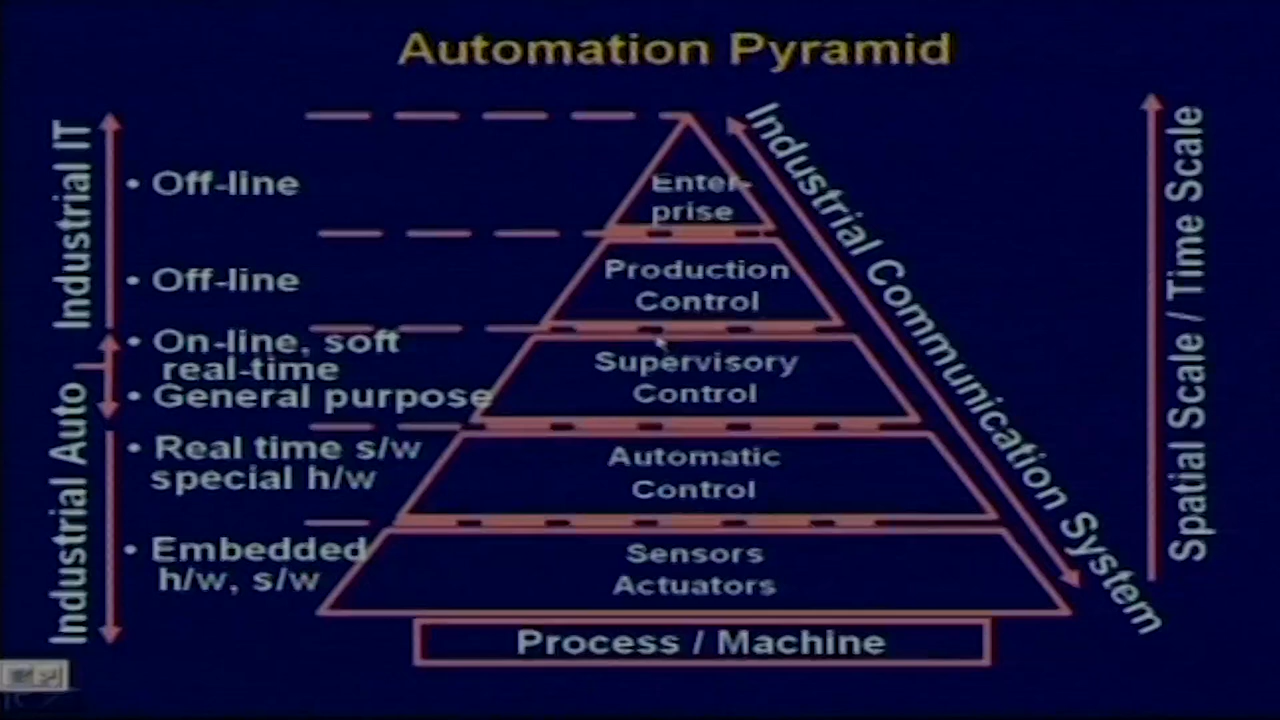 Automation Pyramid
Industrial IT
• Off-line
• Off-line
• On-line, soft
real-time
• General purpose
Industrial Auto
• Real time s/w
special h/w
• Embedded
h/w, s/w
Enter-
prise
Production
Control
Supervisory
Control
Automatic
Control
Sensors
Actuators
Process / Machine
Industrial Communication System
Spatial Scale / Time Scale